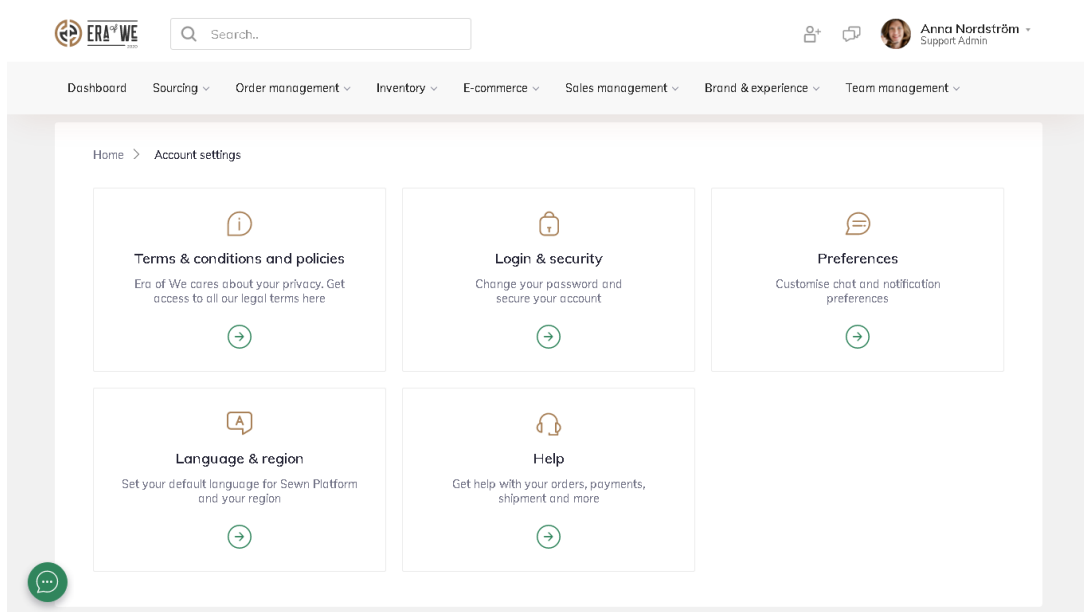 ERA of WE
Search..
Anna Nordström
Support Admin
Dashboard
Sourcing
Order management
Inventory
E-commerce
Sales management
Brand & experience
Team management
Home
Account settings
Terms & conditions and policies
Era of We cares about your privacy. Get
access to all our legal terms here
Login & security
Change your password and
secure your account
Preferences
Customise chat and notification
preferences
A
Language & region
Set your default language for Sewn Platform
and your region
Help
Get help with your orders, payments,
shipment and more